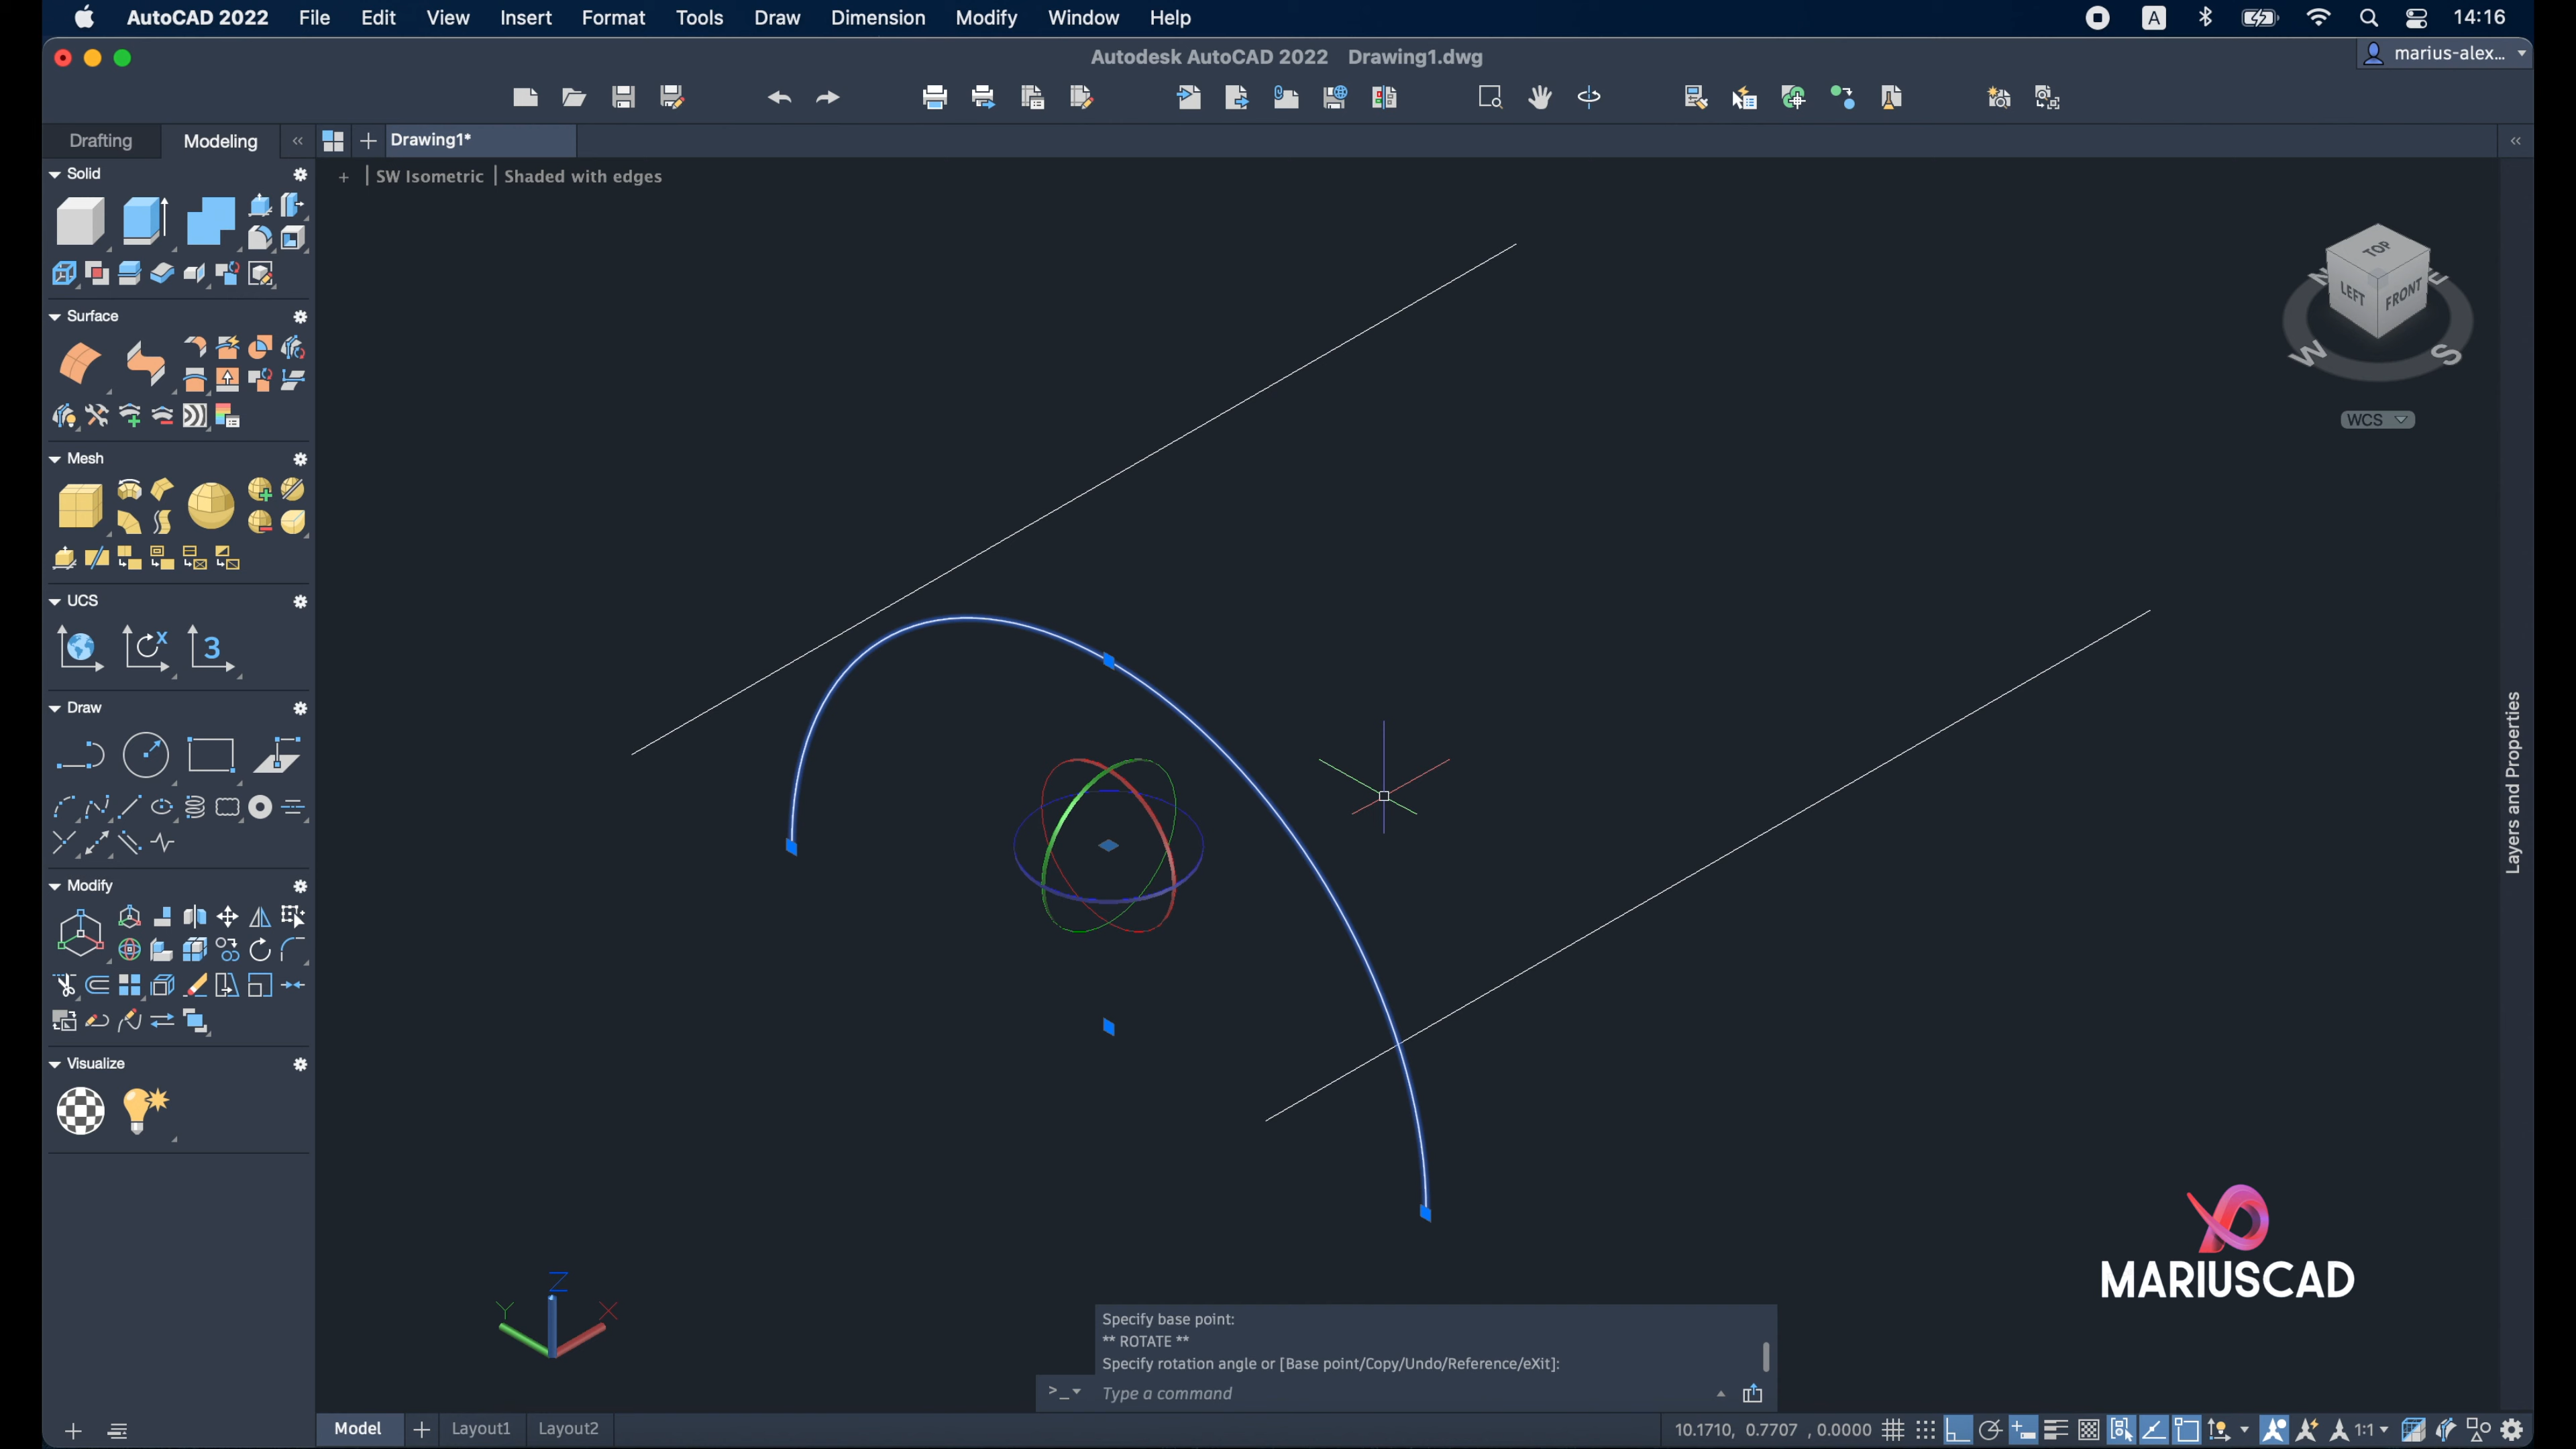 AutoCAD 2022 File Edit View Insert Format Tools Draw Dimension Modify Window Help A 14:16
Autodesk AutoCAD 2022 Drawing1.dwg
marius-alex...
Drafting Modeling Drawing1*
Solid
SW Isometric Shaded with edges
TOP
LEFT
FRONT
N
E
W
S
WCS
Surface
Mesh
UCS
X
3
Draw
Modify
Visualize
Layers and Properties
Z
Y
X
MARIUSCAD
Specify base point:
** ROTATE **
Specify rotation angle or [Base point/Copy/Undo/Reference/eXit]:
>_ Type a command
Model Layout1 Layout2
10.1710, 0.7707 , 0.0000 1:1